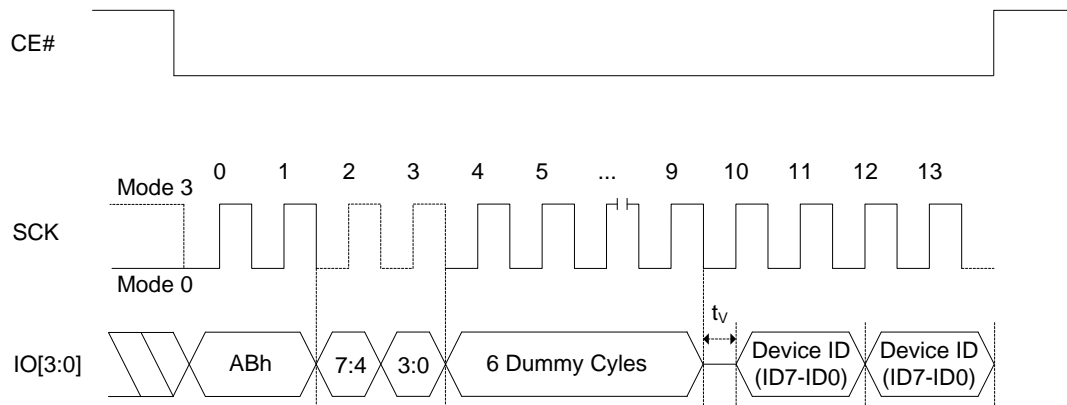 CE#
0 1 2 3 4 5 ... 9 10 11 12 13
Mode 3
SCK
Mode 0
tV
IO[3:0]
ABh 7:4 3:0 6 Dummy Cyles Device ID Device ID
(ID7-ID0) (ID7-ID0)